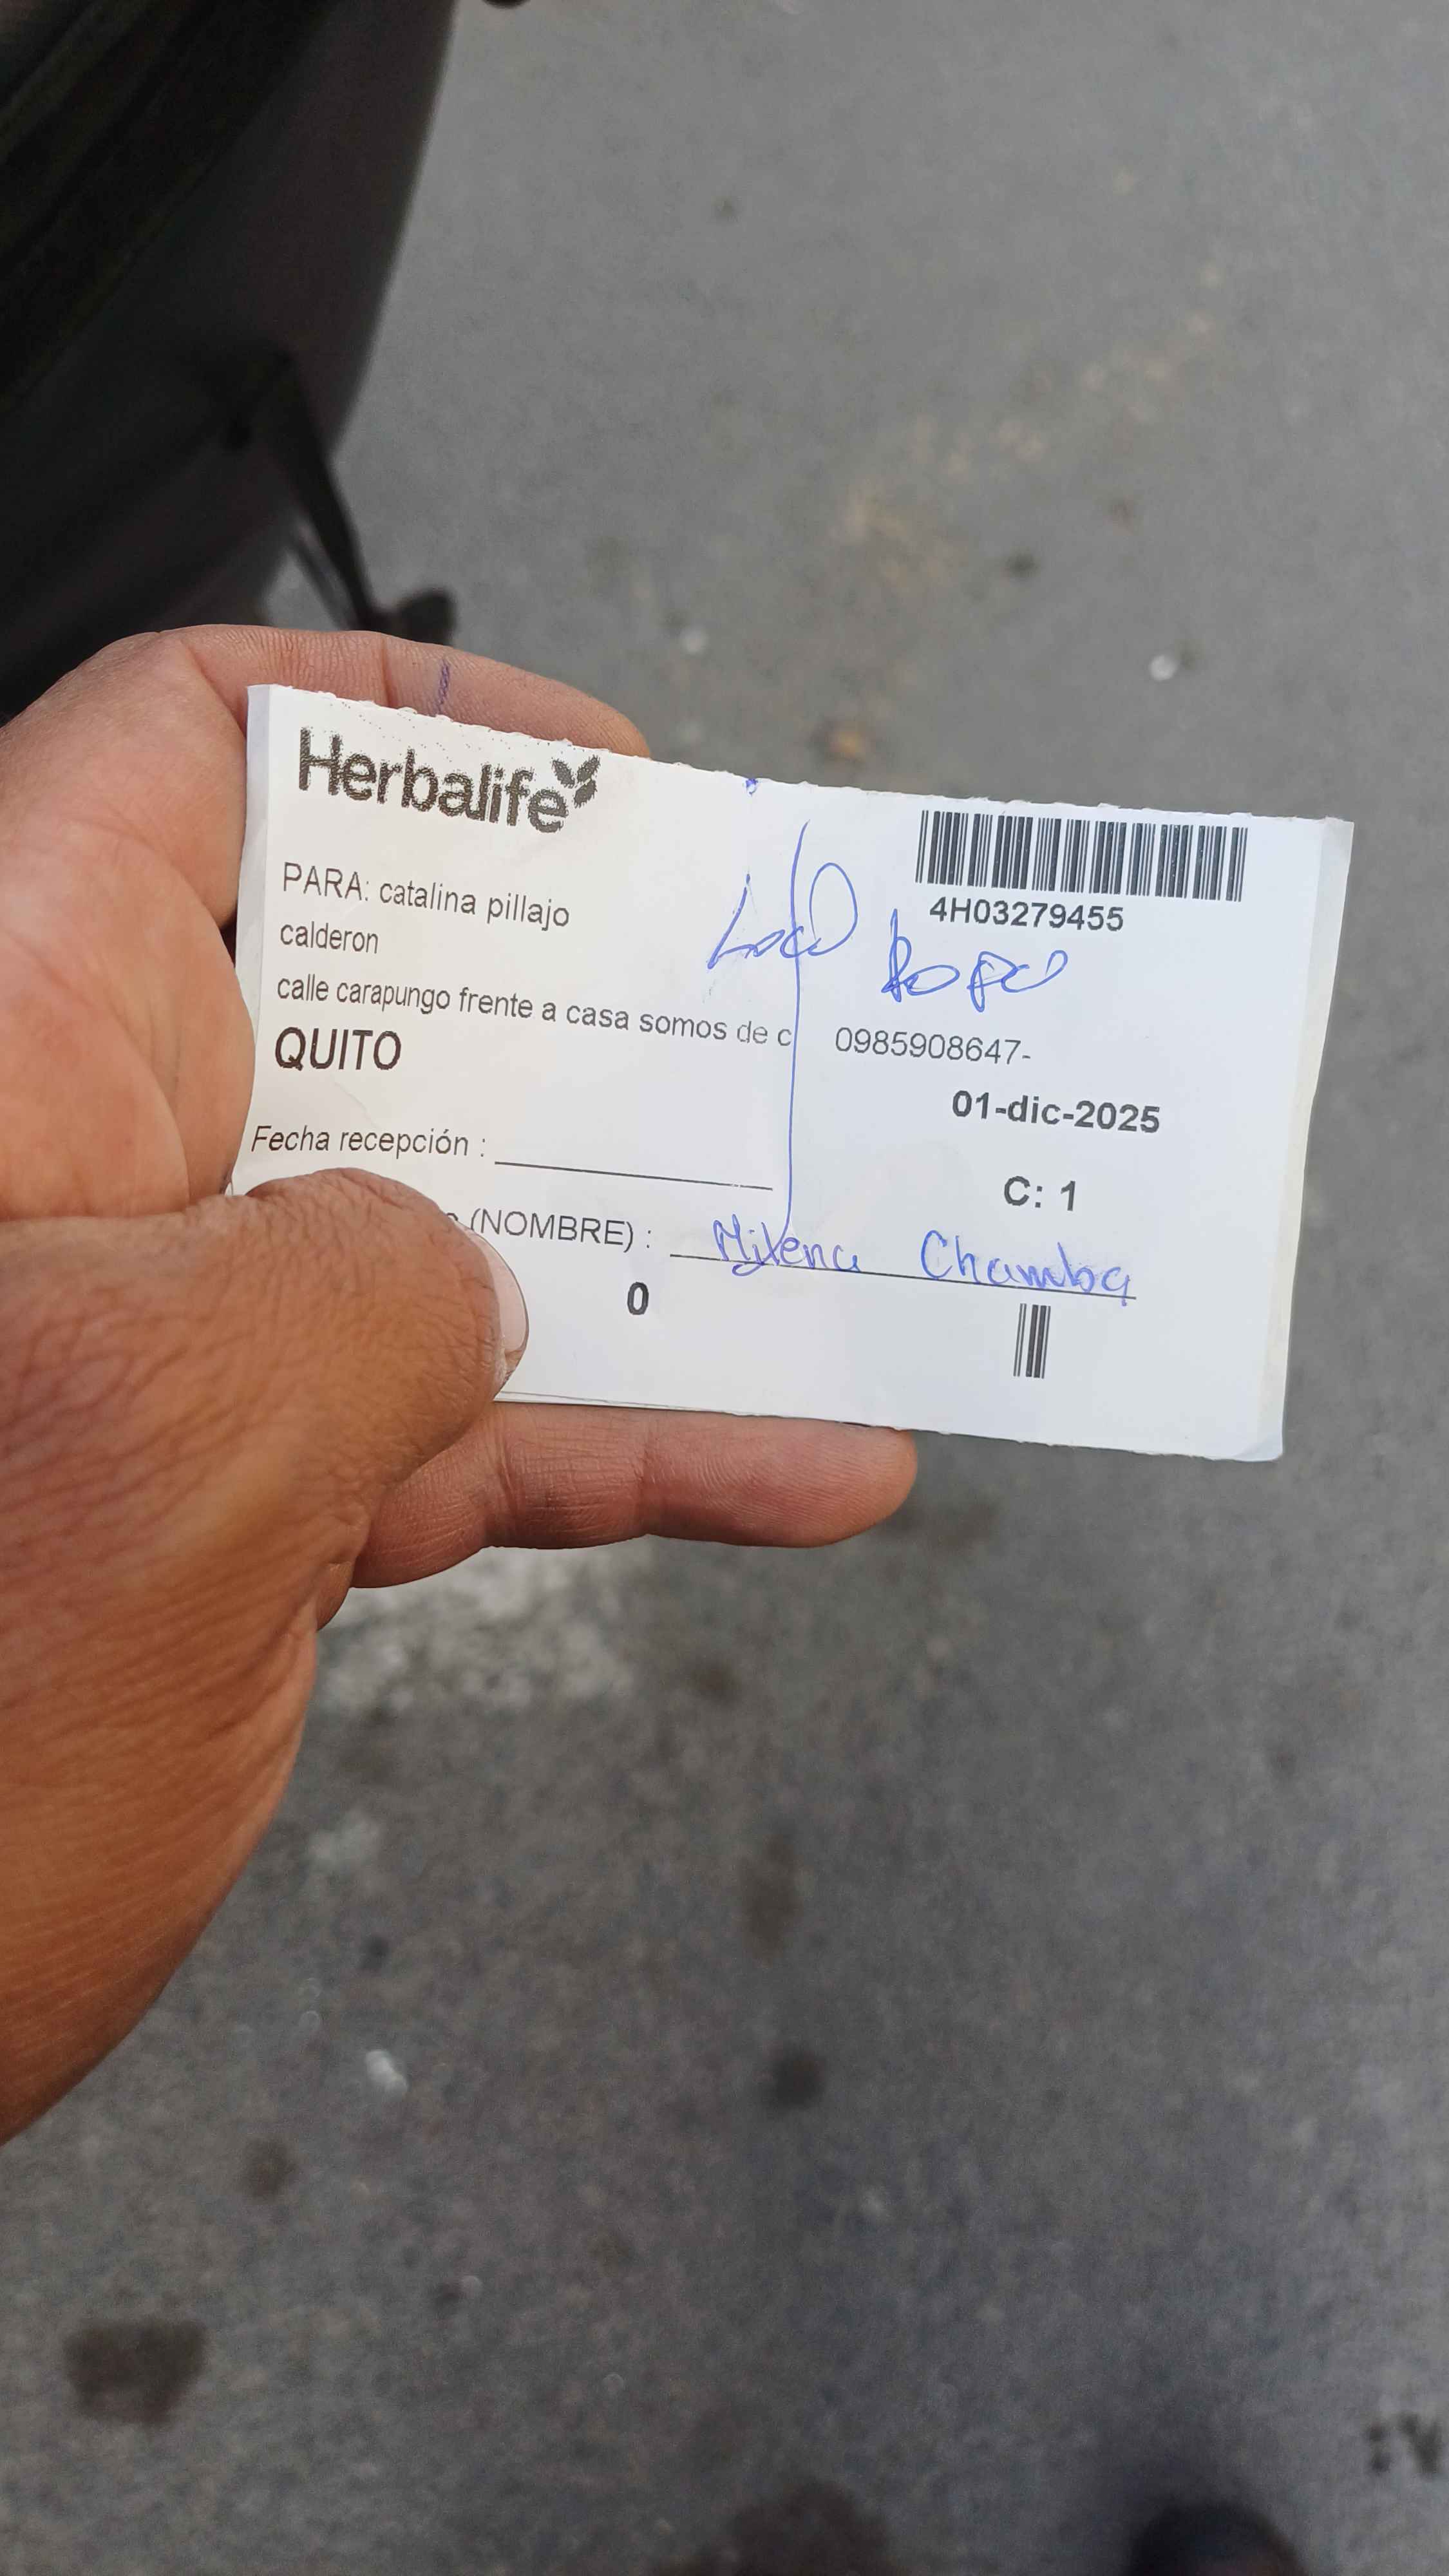 Herbalife
4H03279455
PARA: catalina pillajo
calderon
calle carapungo frente a casa somos de c
0985908647-
QUITO
01-dic-2025
Fecha recepción :
C: 1
(NOMBRE) : Milena Chamba
0